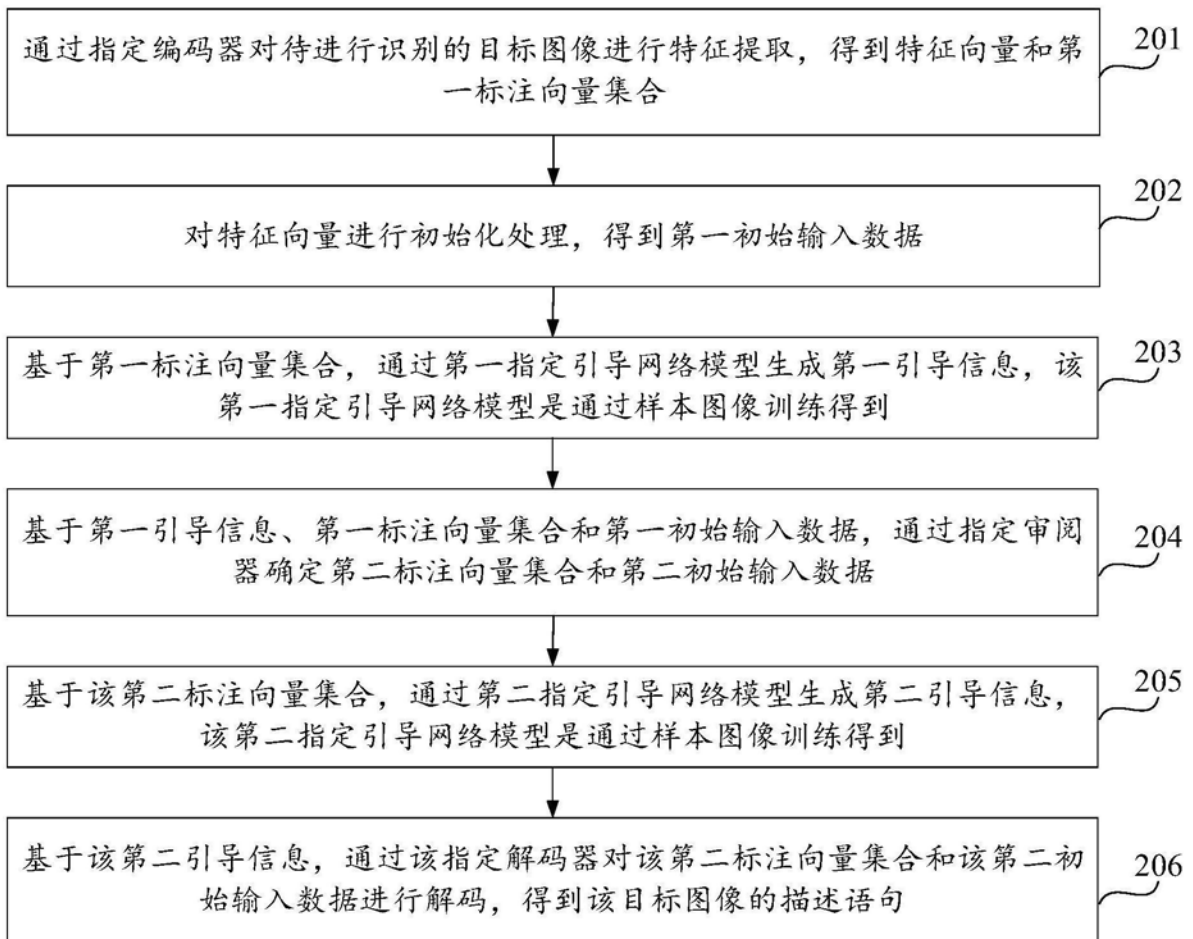 通过指定编码器对待进行识别的目标图像进行特征提取，得到特征向量和第
一标注向量集合
201
对特征向量进行初始化处理，得到第一初始输入数据
202
基于第一标注向量集合，通过第一指定引导网络模型生成第一引导信息，该
第一指定引导网络模型是通过样本图像训练得到
203
基于第一引导信息、第一标注向量集合和第一初始输入数据，通过指定审阅
器确定第二标注向量集合和第二初始输入数据
204
基于该第二标注向量集合，通过第二指定引导网络模型生成第二引导信息，
该第二指定引导网络模型是通过样本图像训练得到
205
基于该第二引导信息，通过该指定解码器对该第二标注向量集合和该第二初
始输入数据进行解码，得到该目标图像的描述语句
206